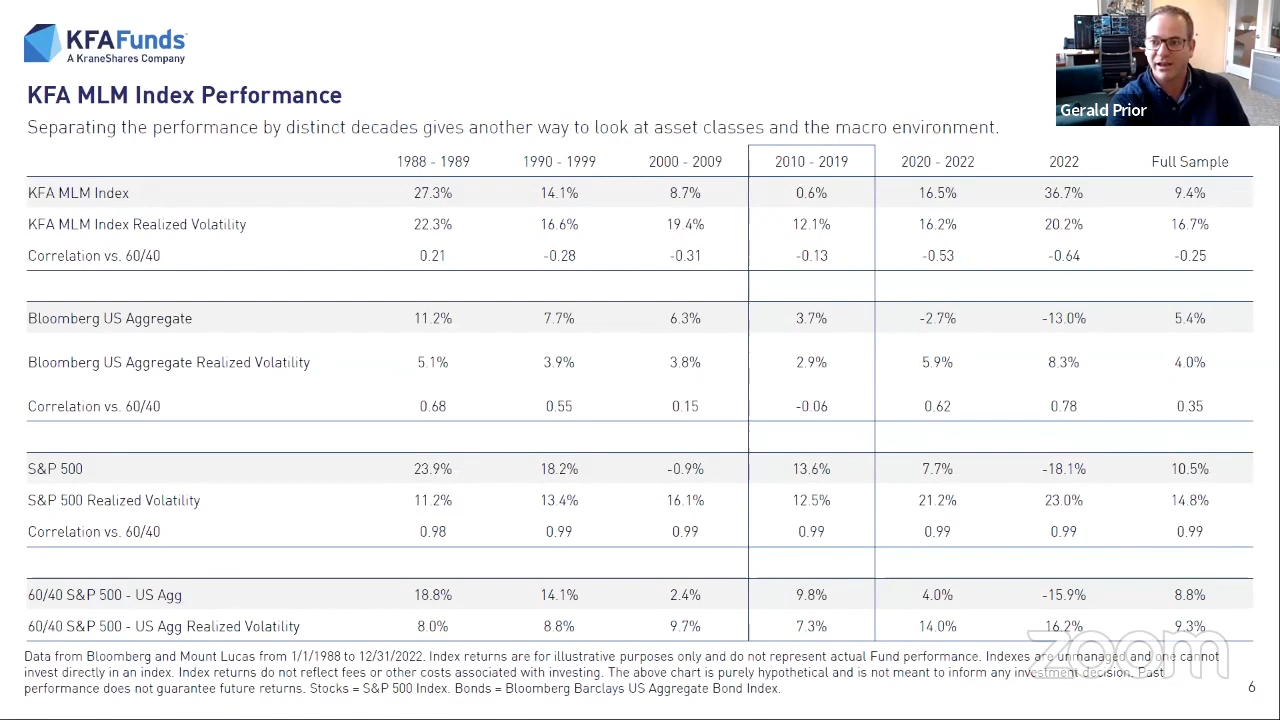 KFAFunds
A KraneShares Company
Gerald Prior
KFA MLM Index Performance
Separating the performance by distinct decades gives another way to look at asset classes and the macro environment.
1988 - 1989 1990 - 1999 2000 - 2009 2010 - 2019 2020 - 2022 2022 Full Sample
KFA MLM Index 27.3% 14.1% 8.7% 0.6% 16.5% 36.7% 9.4%
KFA MLM Index Realized Volatility 22.3% 16.6% 19.4% 12.1% 16.2% 20.2% 16.7%
Correlation vs. 60/40 0.21 -0.28 -0.31 -0.13 -0.53 -0.64 -0.25
Bloomberg US Aggregate 11.2% 7.7% 6.3% 3.7% -2.7% -13.0% 5.4%
Bloomberg US Aggregate Realized Volatility 5.1% 3.9% 3.8% 2.9% 5.9% 8.3% 4.0%
Correlation vs. 60/40 0.68 0.55 0.15 -0.06 0.62 0.78 0.35
S&P 500 23.9% 18.2% -0.9% 13.6% 7.7% -18.1% 10.5%
S&P 500 Realized Volatility 11.2% 13.4% 16.1% 12.5% 21.2% 23.0% 14.8%
Correlation vs. 60/40 0.98 0.99 0.99 0.99 0.99 0.99 0.99
60/40 S&P 500 - US Agg 18.8% 14.1% 2.4% 9.8% 4.0% -15.9% 8.8%
60/40 S&P 500 - US Agg Realized Volatility 8.0% 8.8% 9.7% 7.3% 14.0% 16.2% 9.3%
Data from Bloomberg and Mount Lucas from 1/1/1988 to 12/31/2022. Index returns are for illustrative purposes only and do not represent actual Fund performance. Indexes are unmanaged and one cannot
invest directly in an index. Index returns do not reflect fees or other costs associated with investing. The above chart is purely hypothetical and is not meant to inform any investment decision. Past
performance does not guarantee future returns. Stocks = S&P 500 Index. Bonds = Bloomberg Barclays US Aggregate Bond Index.
zoom
6